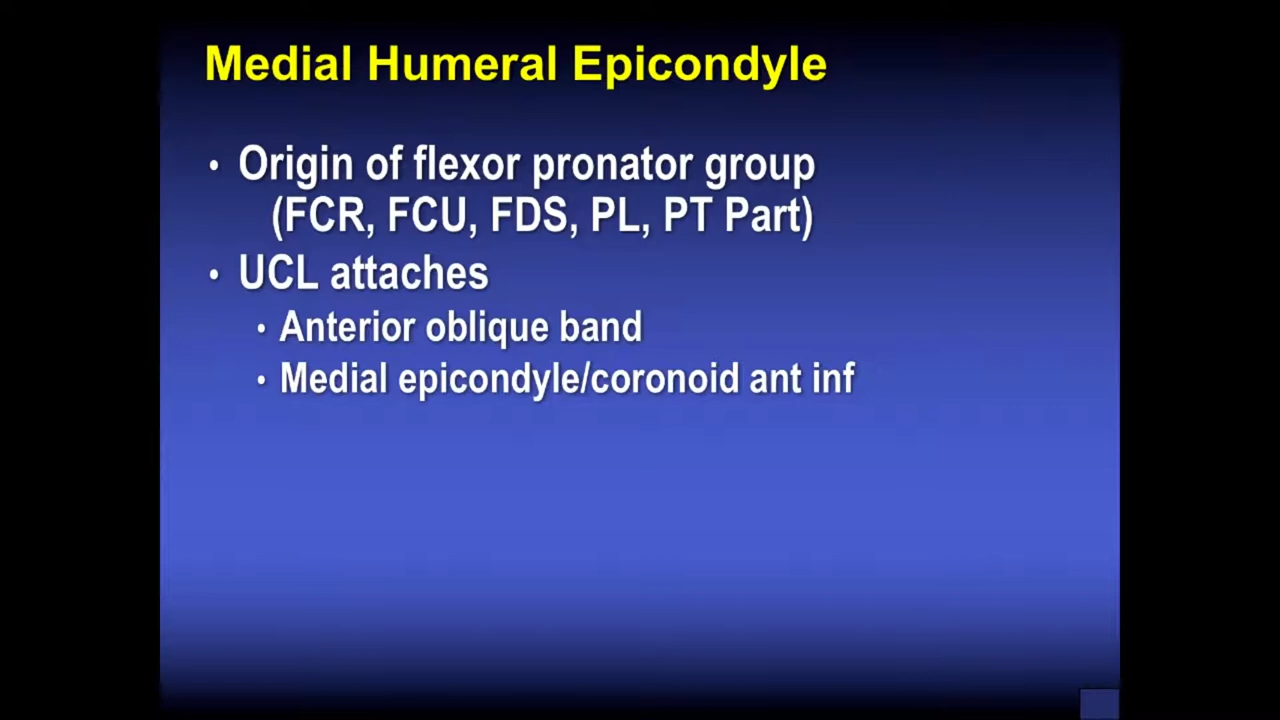 Medial Humeral Epicondyle
• Origin of flexor pronator group
(FCR, FCU, FDS, PL, PT Part)
• UCL attaches
• Anterior oblique band
• Medial epicondyle/coronoid ant inf